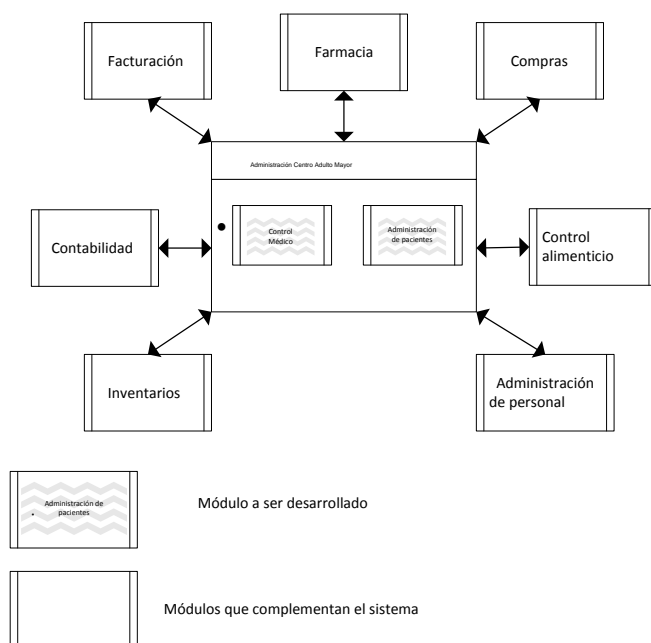 Facturación
Farmacia
Compras
Administración Centro Adulto Mayor
Control
Médico
Administración
de pacientes
Contabilidad
Control
alimenticio
Inventarios
Administración
de personal
Administración de
pacientes
Módulo a ser desarrollado
Módulos que complementan el sistema